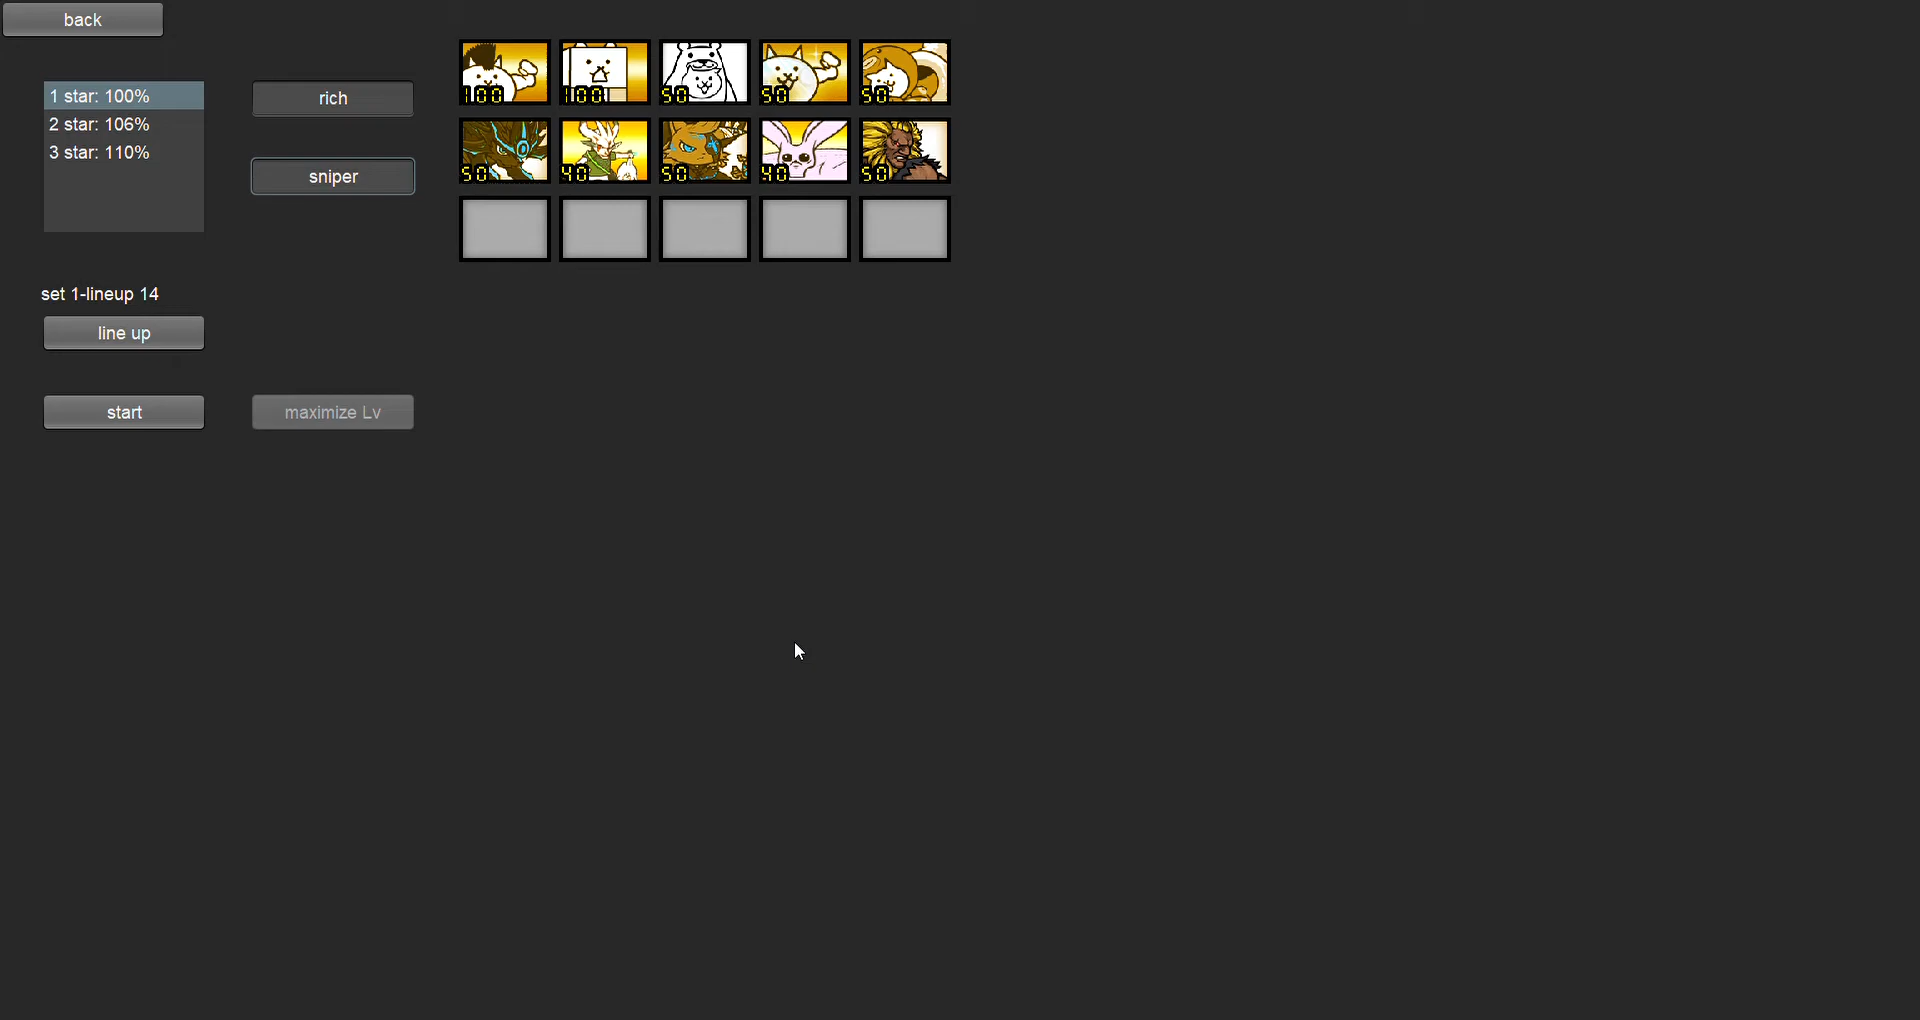 back
1 star: 100%
2 star: 106%
3 star: 110%
rich
sniper
100 100 50 50 50
50 40 50 40 50
set 1-lineup 14
line up
start
maximize Lv